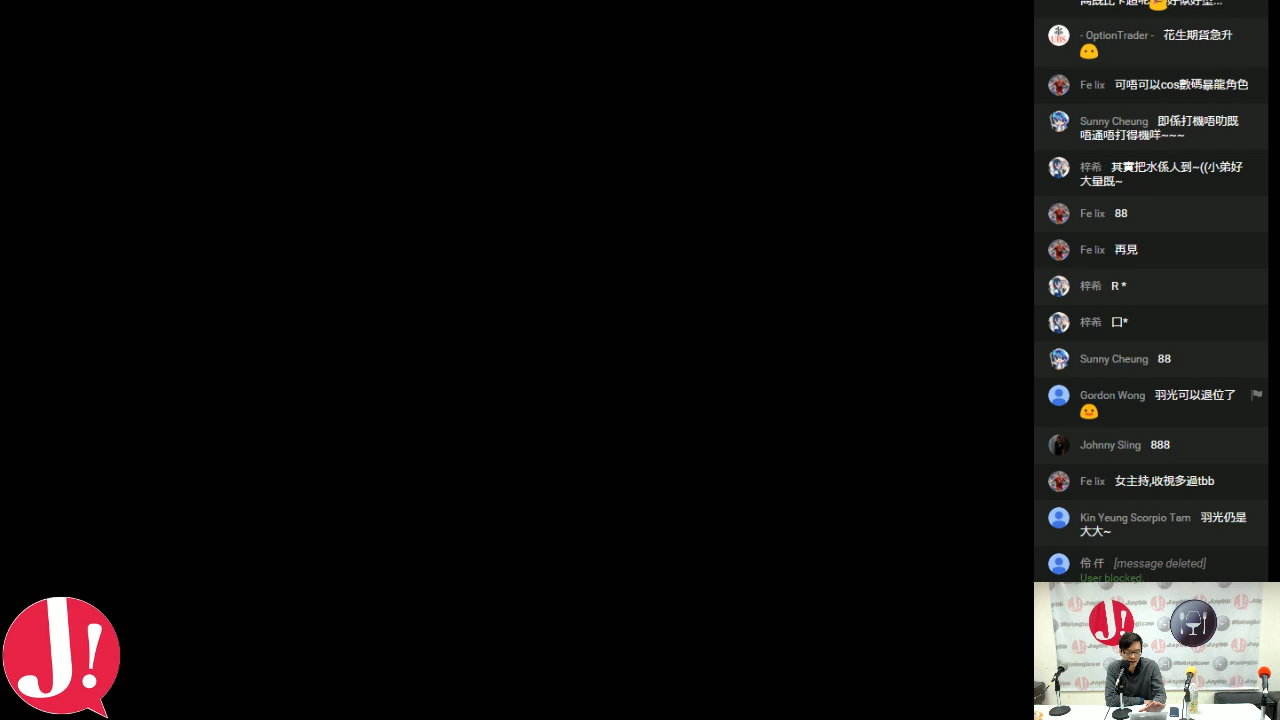 - OptionTrader - 花生期貨急升
UBS
Fe lix 可唔可以cos數碼暴龍角色
Sunny Cheung 即係打機唔叻既
唔通唔打得機咩~~~
梓希 其實把水係人到~((小弟好
大量既~
Fe lix 88
Fe lix 再見
梓希 R *
梓希 口*
Sunny Cheung 88
Gordon Wong 羽光可以退位了
Johnny Sling 888
Fe lix 女主持,收視多過tbb
Kin Yeung Scorpio Tam 羽光仍是
大大~
伶仟 [message deleted]
User blocked.
J!
J!